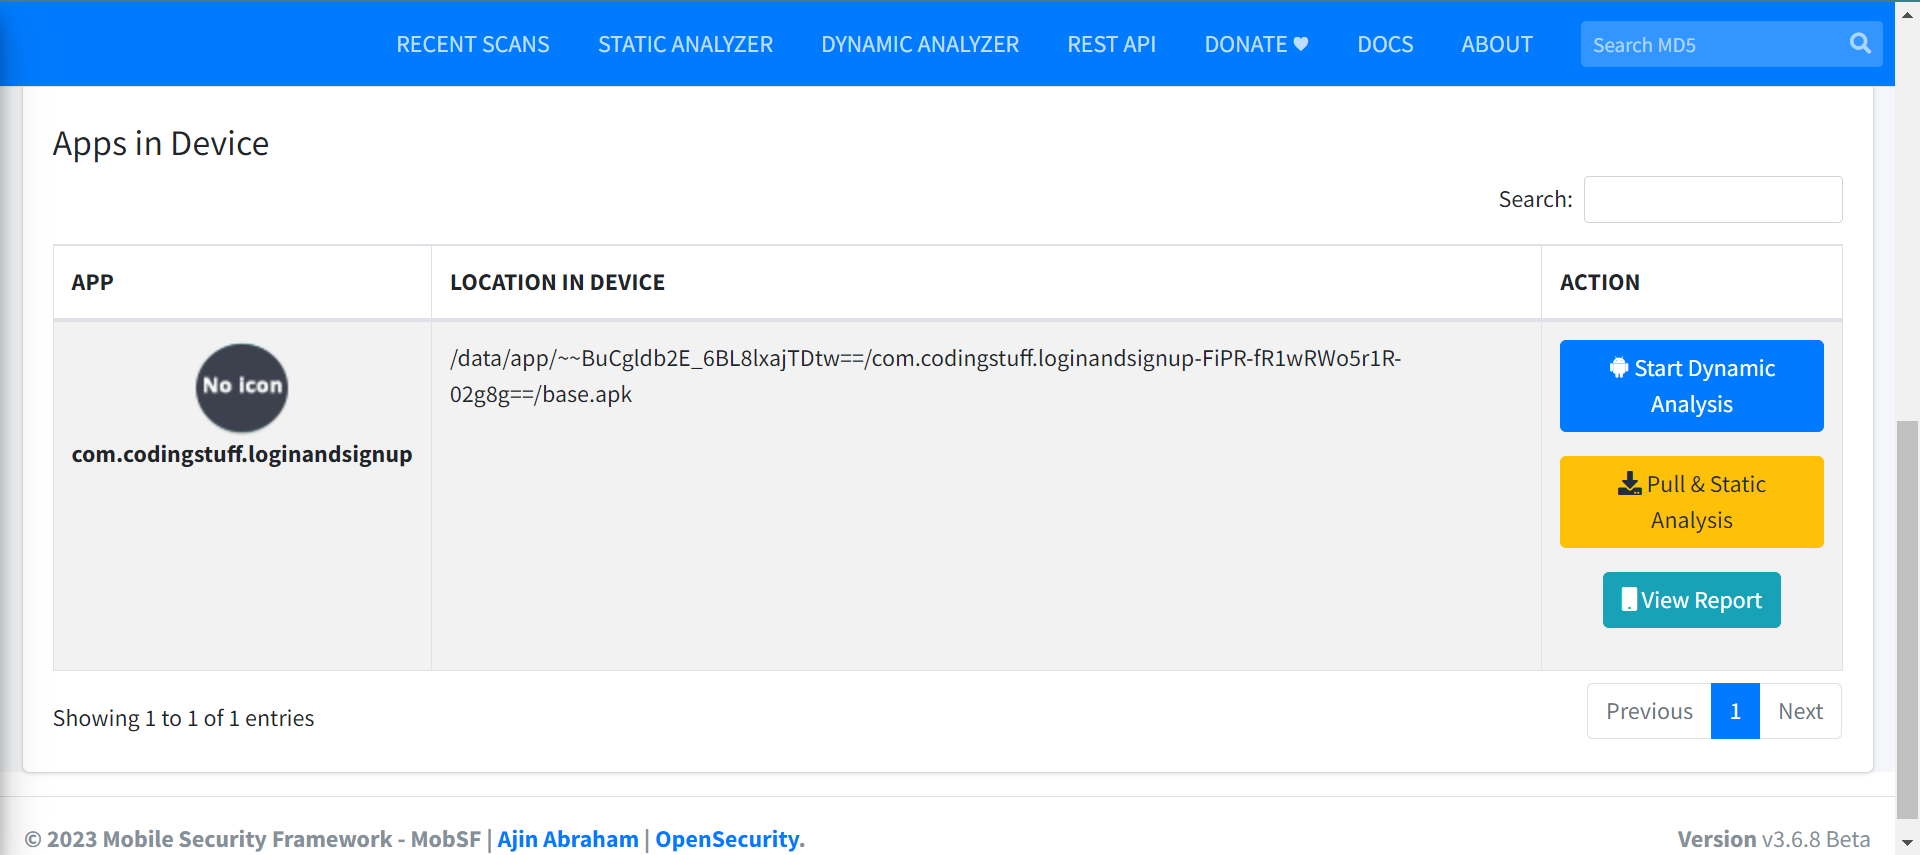 RECENT SCANS STATIC ANALYZER DYNAMIC ANALYZER REST API DONATE DOCS ABOUT Search MD5
Apps in Device
Search:
APP LOCATION IN DEVICE ACTION
No icon
com.codingstuff.loginandsignup
/data/app/~~BuCgldb2E_6BL8lxajTDtw==/com.codingstuff.loginandsignup-FiPR-fR1wRWo5r1R-
02g8g==/base.apk
Start Dynamic
Analysis
Pull & Static
Analysis
View Report
Showing 1 to 1 of 1 entries
Previous 1 Next
© 2023 Mobile Security Framework - MobSF | Ajin Abraham | OpenSecurity.
Version v3.6.8 Beta